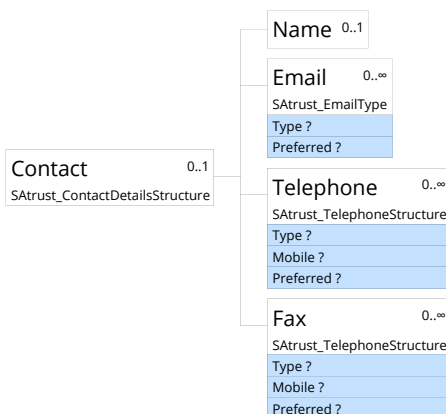 Name 0..1
Email 0..∞
SAtrust_EmailType
Type ?
Preferred ?
Contact 0..1
SAtrust_ContactDetailsStructure
Telephone 0..∞
SAtrust_TelephoneStructure
Type ?
Mobile ?
Preferred ?
Fax 0..∞
SAtrust_TelephoneStructure
Type ?
Mobile ?
Preferred ?